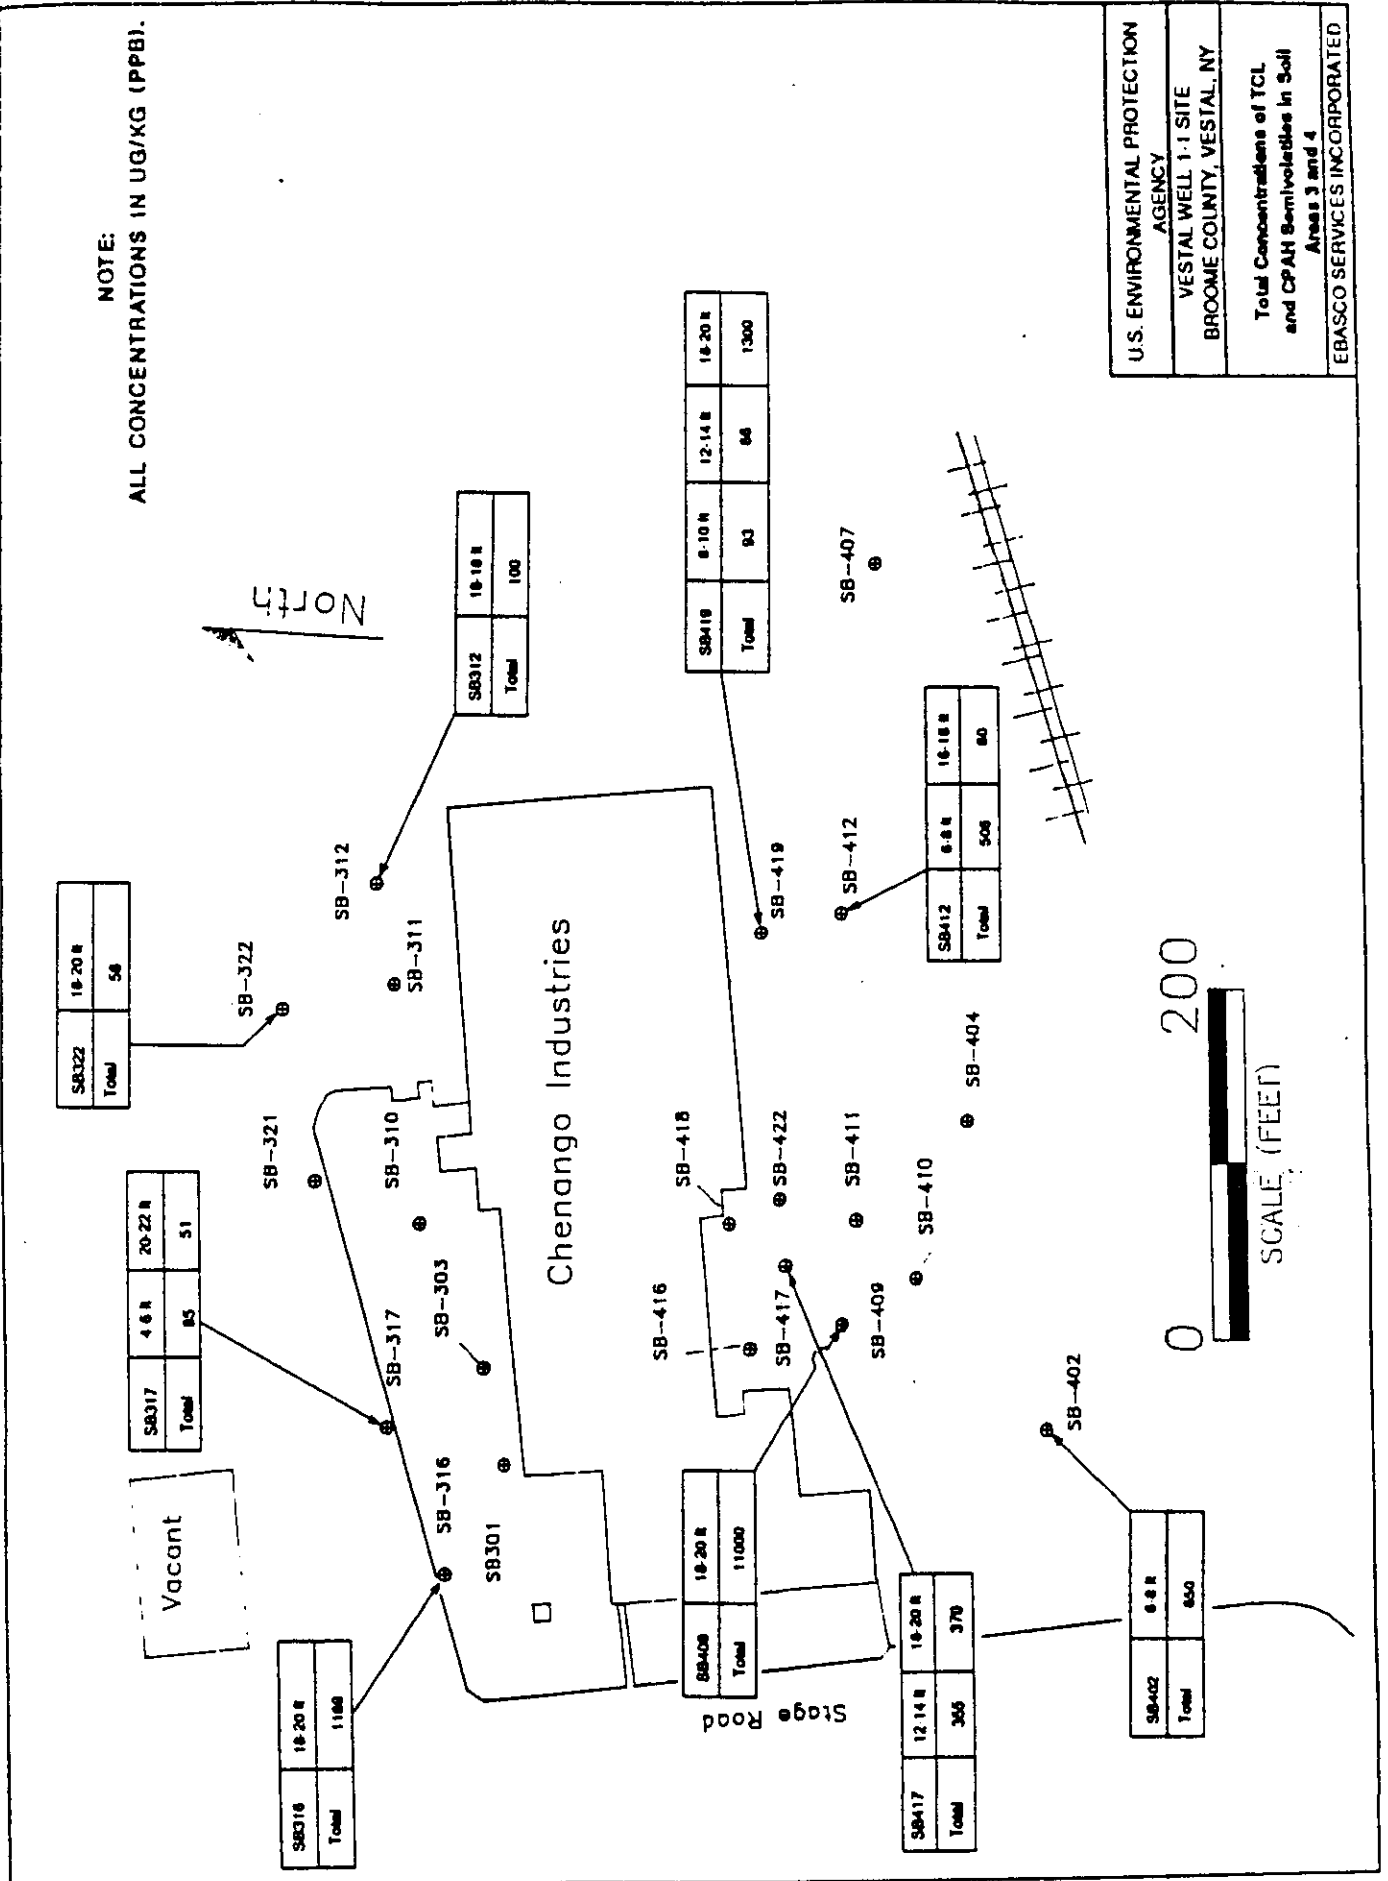 NOTE:
ALL CONCENTRATIONS IN UG/KG (PPB).
North
SB322 18-20 ft
Total 58
SB-322
SB317 4-6 ft 20-22 ft
Total 85 51
SB-317
SB-321
SB-312
SB312 16-18 ft
Total 100
SB-311
SB-310
SB-303
Vacant
SB-316
SB301
SB316 18-20 ft
Total
Chenango Industries
SB419 8-10 ft 12-14 ft 18-20 ft
Total 93 1300
SB-407
SB-419
SB-412
SB412 6-8 ft 16-18 ft
Total
SB-418
SB-422
SB-411
SB-416
SB-417
SB-409
SB-410
SB-404
18-20 ft
Total 11000
Stage Road
SB417 12-14 ft 18-20 ft
Total 370
SB-402
SB402 6-8 ft
Total
0 200
SCALE (FEET)
U.S. ENVIRONMENTAL PROTECTION
AGENCY
VESTAL WELL 1-1 SITE
BROOME COUNTY, VESTAL, NY
Total Concentrations of TCL
and CPAH Semivolatiles in Soil
Areas 3 and 4
EBASCO SERVICES INCORPORATED